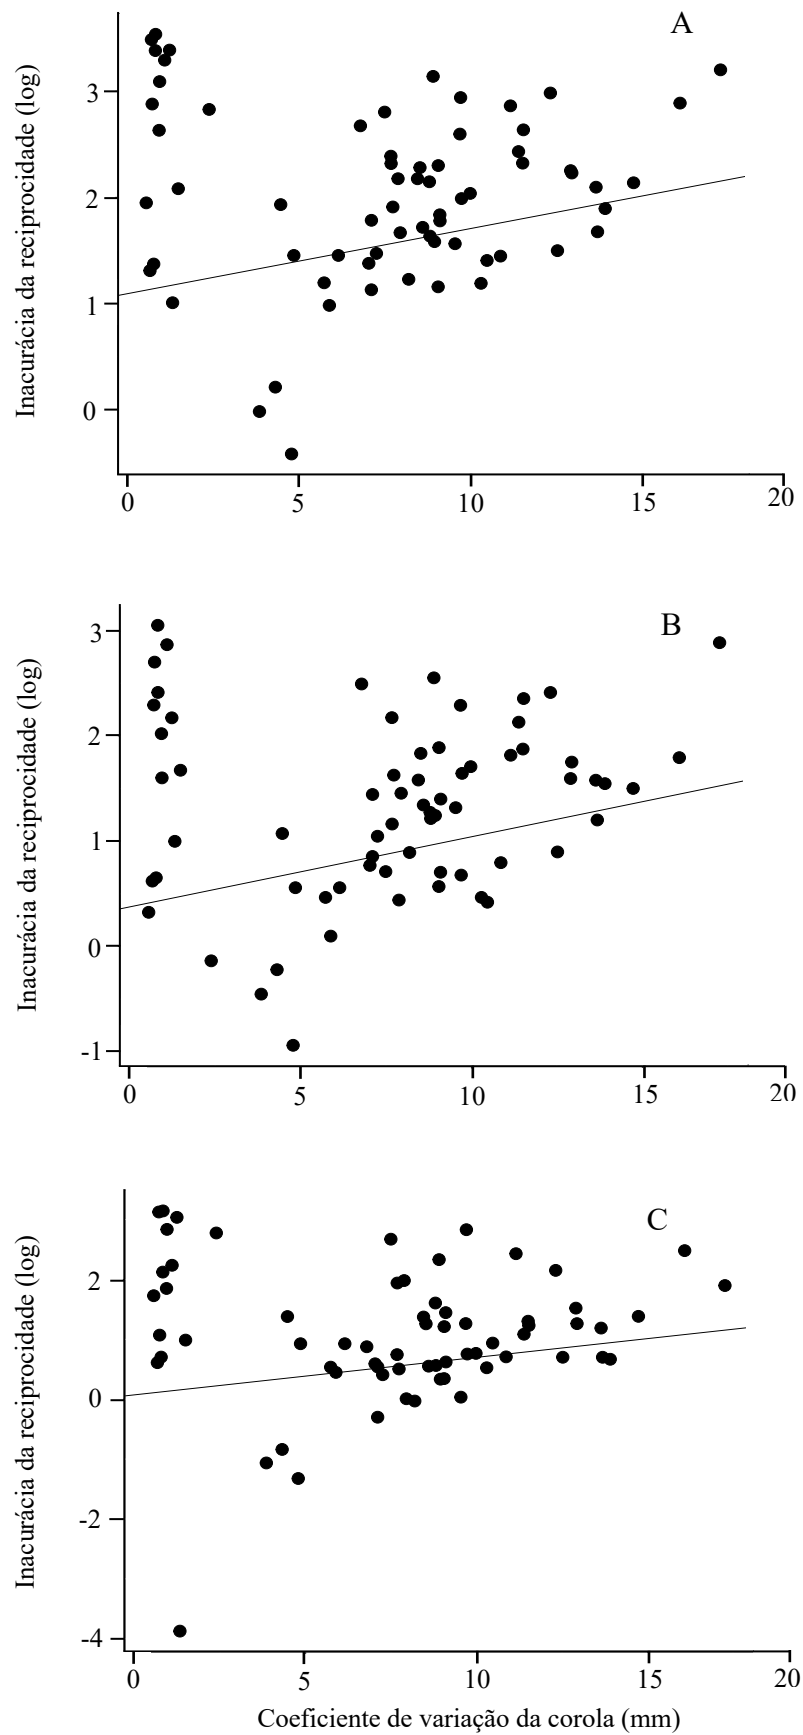 A
Inacurácia da reciprocidade (log)
3
2
1
0
0 5 10 15 20
B
Inacurácia da reciprocidade (log)
3
2
1
0
-1
0 5 10 15 20
C
Inacurácia da reciprocidade (log)
2
0
-2
-4
0 5 10 15 20
Coeficiente de variação da corola (mm)